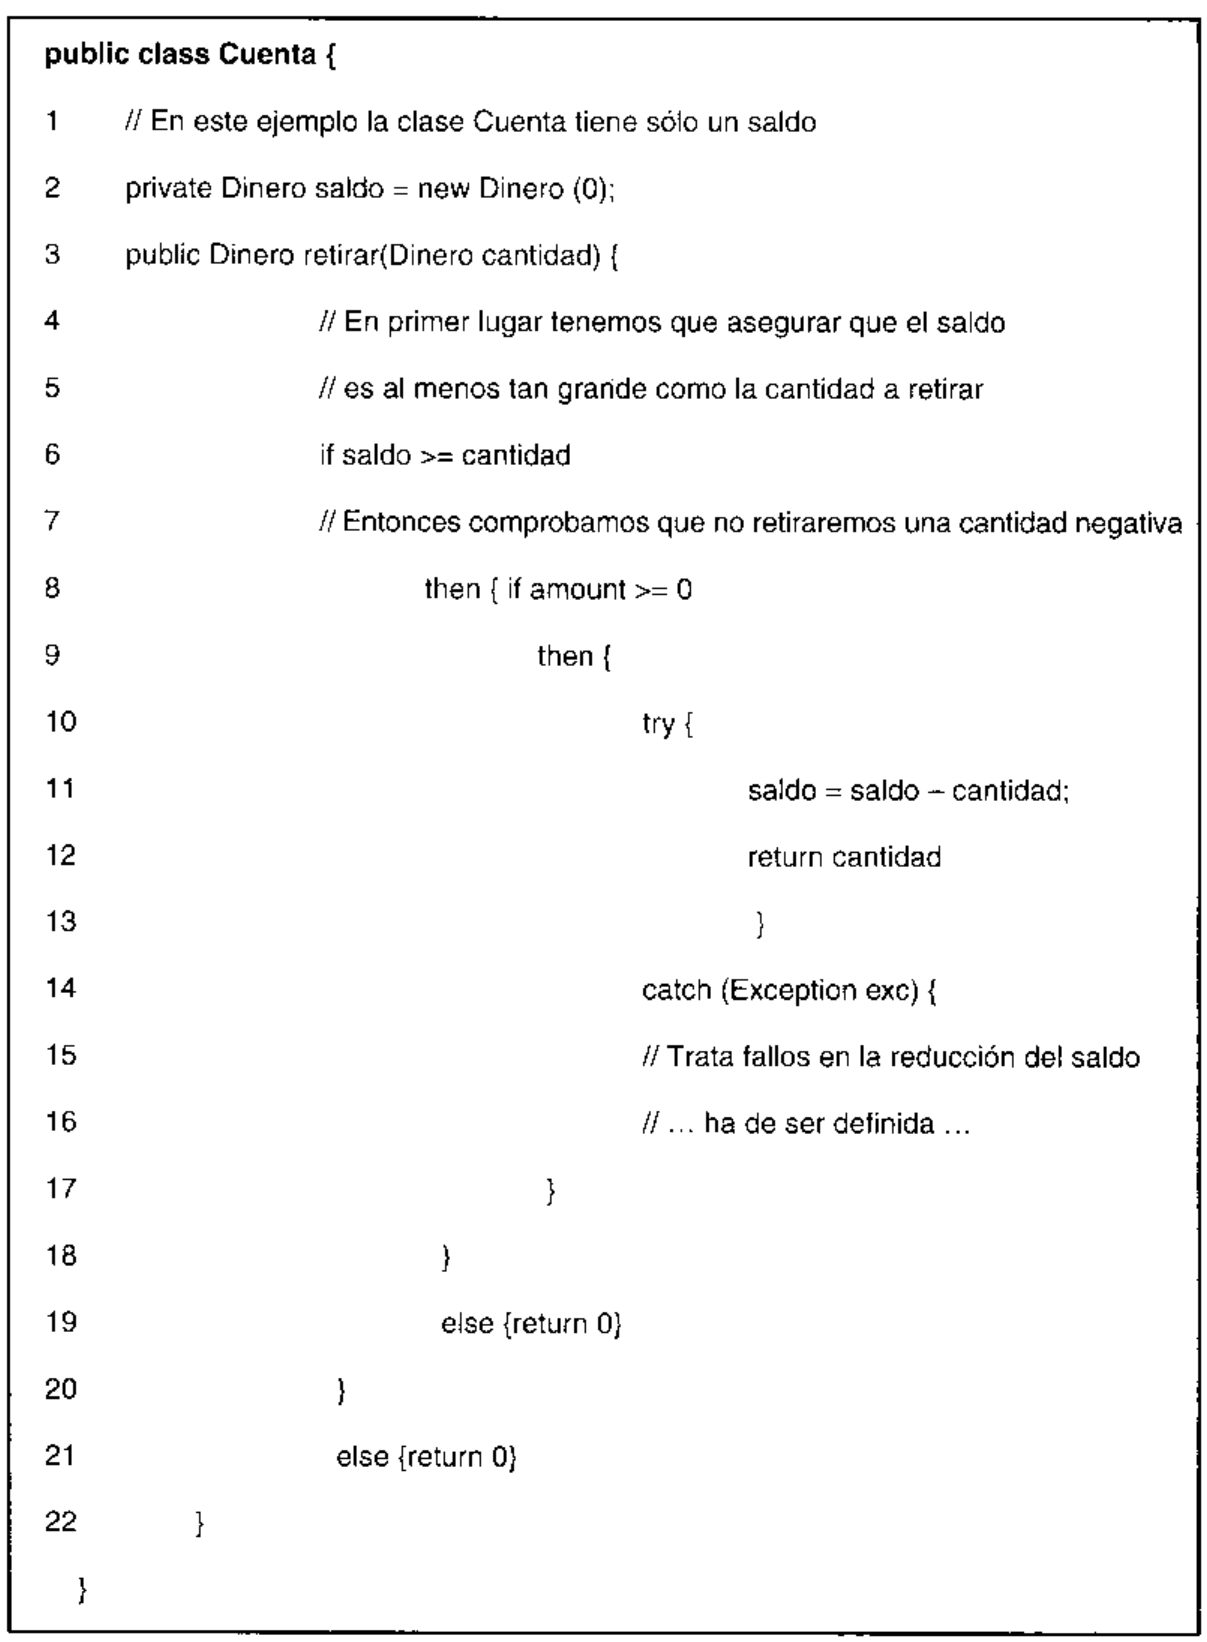 public class Cuenta {
1 // En este ejemplo la clase Cuenta tiene sólo un saldo
2 private Dinero saldo = new Dinero (0);
3 public Dinero retirar(Dinero cantidad) {
4 // En primer lugar tenemos que asegurar que el saldo
5 // es al menos tan grande como la cantidad a retirar
6 if saldo >= cantidad
7 // Entonces comprobamos que no retiraremos una cantidad negativa
8 then { if amount >= 0
9 then {
10 try {
11 saldo = saldo – cantidad;
12 return cantidad
13 }
14 catch (Exception exc) {
15 // Trata fallos en la reducción del saldo
16 // ... ha de ser definida ...
17 }
18 }
19 else {return 0}
20 }
21 else {return 0}
22 }
}